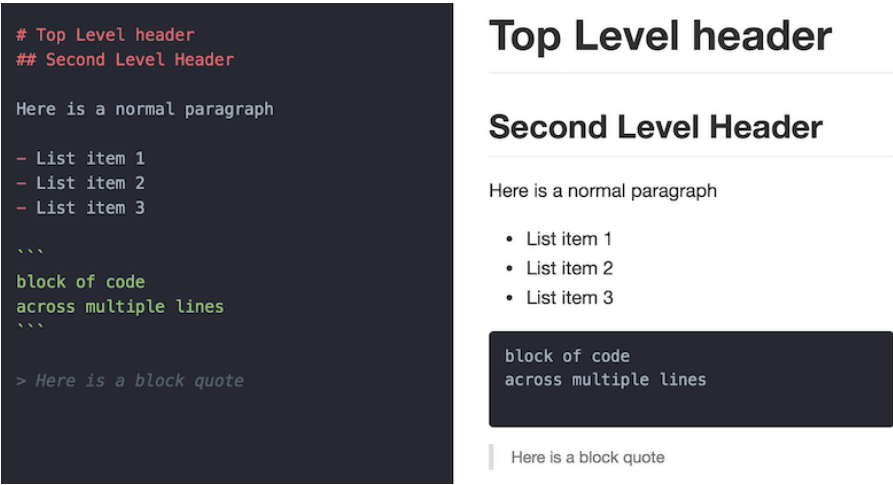 # Top Level header
## Second Level Header
Here is a normal paragraph
- List item 1
- List item 2
- List item 3
```
block of code
across multiple lines
```
> Here is a block quote
Top Level header
Second Level Header
Here is a normal paragraph
• List item 1
• List item 2
• List item 3
block of code
across multiple lines
Here is a block quote